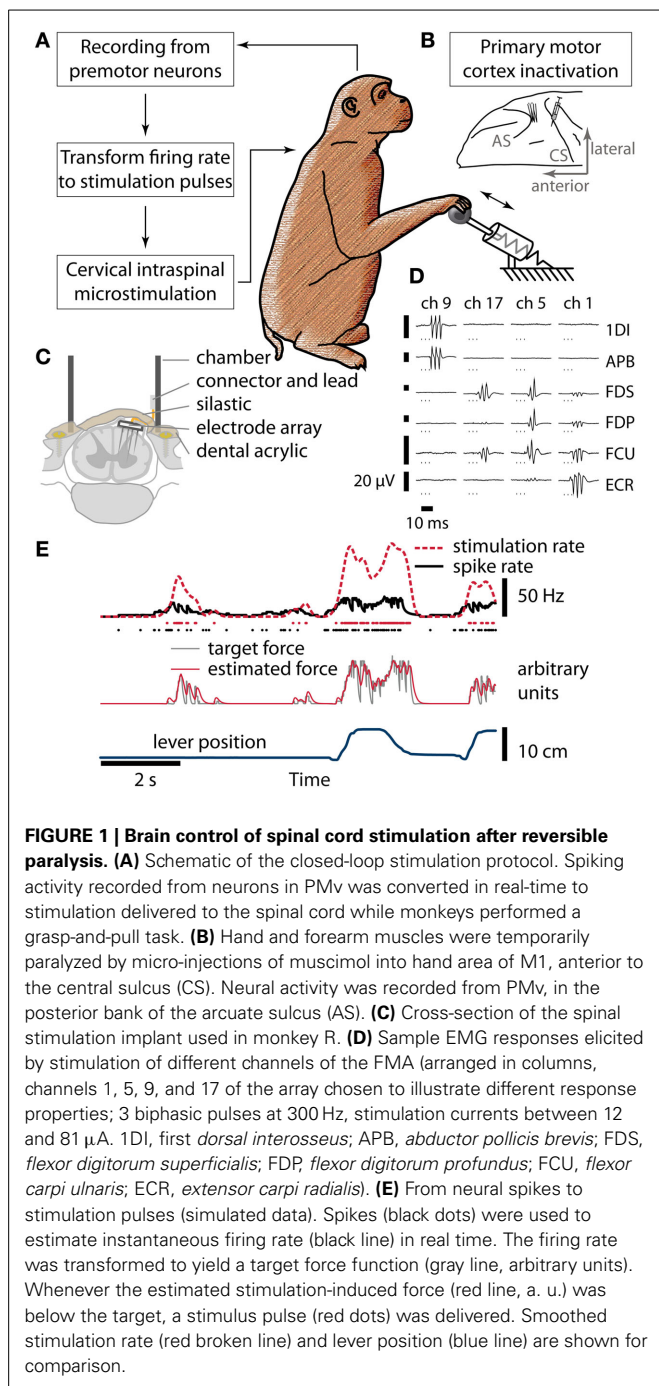 A
Recording from
premotor neurons
Transform firing rate
to stimulation pulses
Cervical intraspinal
microstimulation
B
Primary motor
cortex inactivation
AS
CS
lateral
anterior
C
chamber
connector and lead
silastic
electrode array
dental acrylic
D
ch 9 ch 17 ch 5 ch 1
1DI
APB
FDS
FDP
FCU
ECR
20 µV
10 ms
E
stimulation rate
spike rate
50 Hz
target force
estimated force
arbitrary
units
lever position
10 cm
2 s
Time
FIGURE 1 | Brain control of spinal cord stimulation after reversible
paralysis. (A) Schematic of the closed-loop stimulation protocol. Spiking
activity recorded from neurons in PMv was converted in real-time to
stimulation delivered to the spinal cord while monkeys performed a
grasp-and-pull task. (B) Hand and forearm muscles were temporarily
paralyzed by micro-injections of muscimol into hand area of M1, anterior to
the central sulcus (CS). Neural activity was recorded from PMv, in the
posterior bank of the arcuate sulcus (AS). (C) Cross-section of the spinal
stimulation implant used in monkey R. (D) Sample EMG responses elicited
by stimulation of different channels of the FMA (arranged in columns,
channels 1, 5, 9, and 17 of the array chosen to illustrate different response
properties; 3 biphasic pulses at 300 Hz, stimulation currents between 12
and 81 µA. 1DI, first dorsal interosseus; APB, abductor pollicis brevis; FDS,
flexor digitorum superficialis; FDP, flexor digitorum profundus; FCU, flexor
carpi ulnaris; ECR, extensor carpi radialis). (E) From neural spikes to
stimulation pulses (simulated data). Spikes (black dots) were used to
estimate instantaneous firing rate (black line) in real time. The firing rate
was transformed to yield a target force function (gray line, arbitrary units).
Whenever the estimated stimulation-induced force (red line, a. u.) was
below the target, a stimulus pulse (red dots) was delivered. Smoothed
stimulation rate (red broken line) and lever position (blue line) are shown for
comparison.